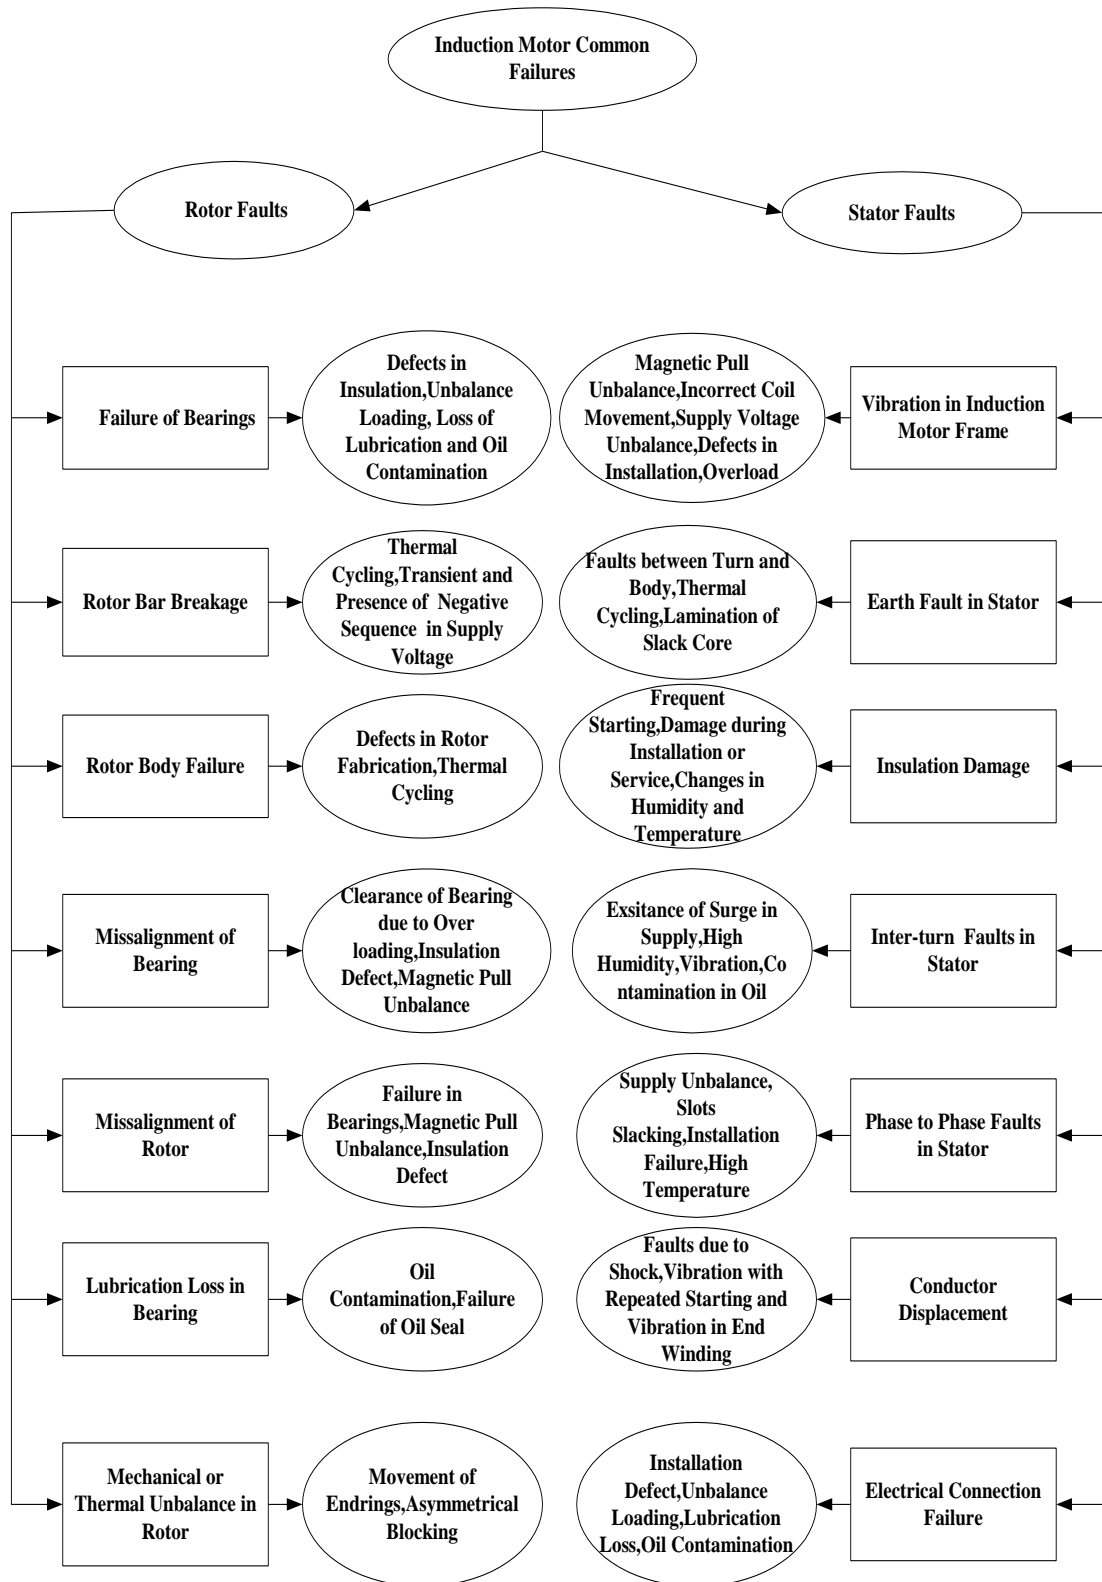 Induction Motor Common
Failures
Rotor Faults
Stator Faults
Failure of Bearings
Defects in
Insulation,Unbalance
Loading, Loss of
Lubrication and Oil
Contamination
Magnetic Pull
Unbalance,Incorrect Coil
Movement,Supply Voltage
Unbalance,Defects in
Installation,Overload
Vibration in Induction
Motor Frame
Rotor Bar Breakage
Thermal
Cycling,Transient and
Presence of Negative
Sequence in Supply
Voltage
Faults between Turn and
Body,Thermal
Cycling,Lamination of
Slack Core
Earth Fault in Stator
Rotor Body Failure
Defects in Rotor
Fabrication,Thermal
Cycling
Frequent
Starting,Damage during
Installation or
Service,Changes in
Humidity and
Temperature
Insulation Damage
Missalignment of
Bearing
Clearance of Bearing
due to Over
loading,Insulation
Defect,Magnetic Pull
Unbalance
Exsitance of Surge in
Supply,High
Humidity,Vibration,Co
ntamination in Oil
Inter-turn Faults in
Stator
Missalignment of
Rotor
Failure in
Bearings,Magnetic Pull
Unbalance,Insulation
Defect
Supply Unbalance,
Slots
Slacking,Installation
Failure,High
Temperature
Phase to Phase Faults
in Stator
Lubrication Loss in
Bearing
Oil
Contamination,Failure
of Oil Seal
Faults due to
Shock,Vibration with
Repeated Starting and
Vibration in End
Winding
Conductor
Displacement
Mechanical or
Thermal Unbalance in
Rotor
Movement of
Endrings,Asymmetrical
Blocking
Installation
Defect,Unbalance
Loading,Lubrication
Loss,Oil Contamination
Electrical Connection
Failure